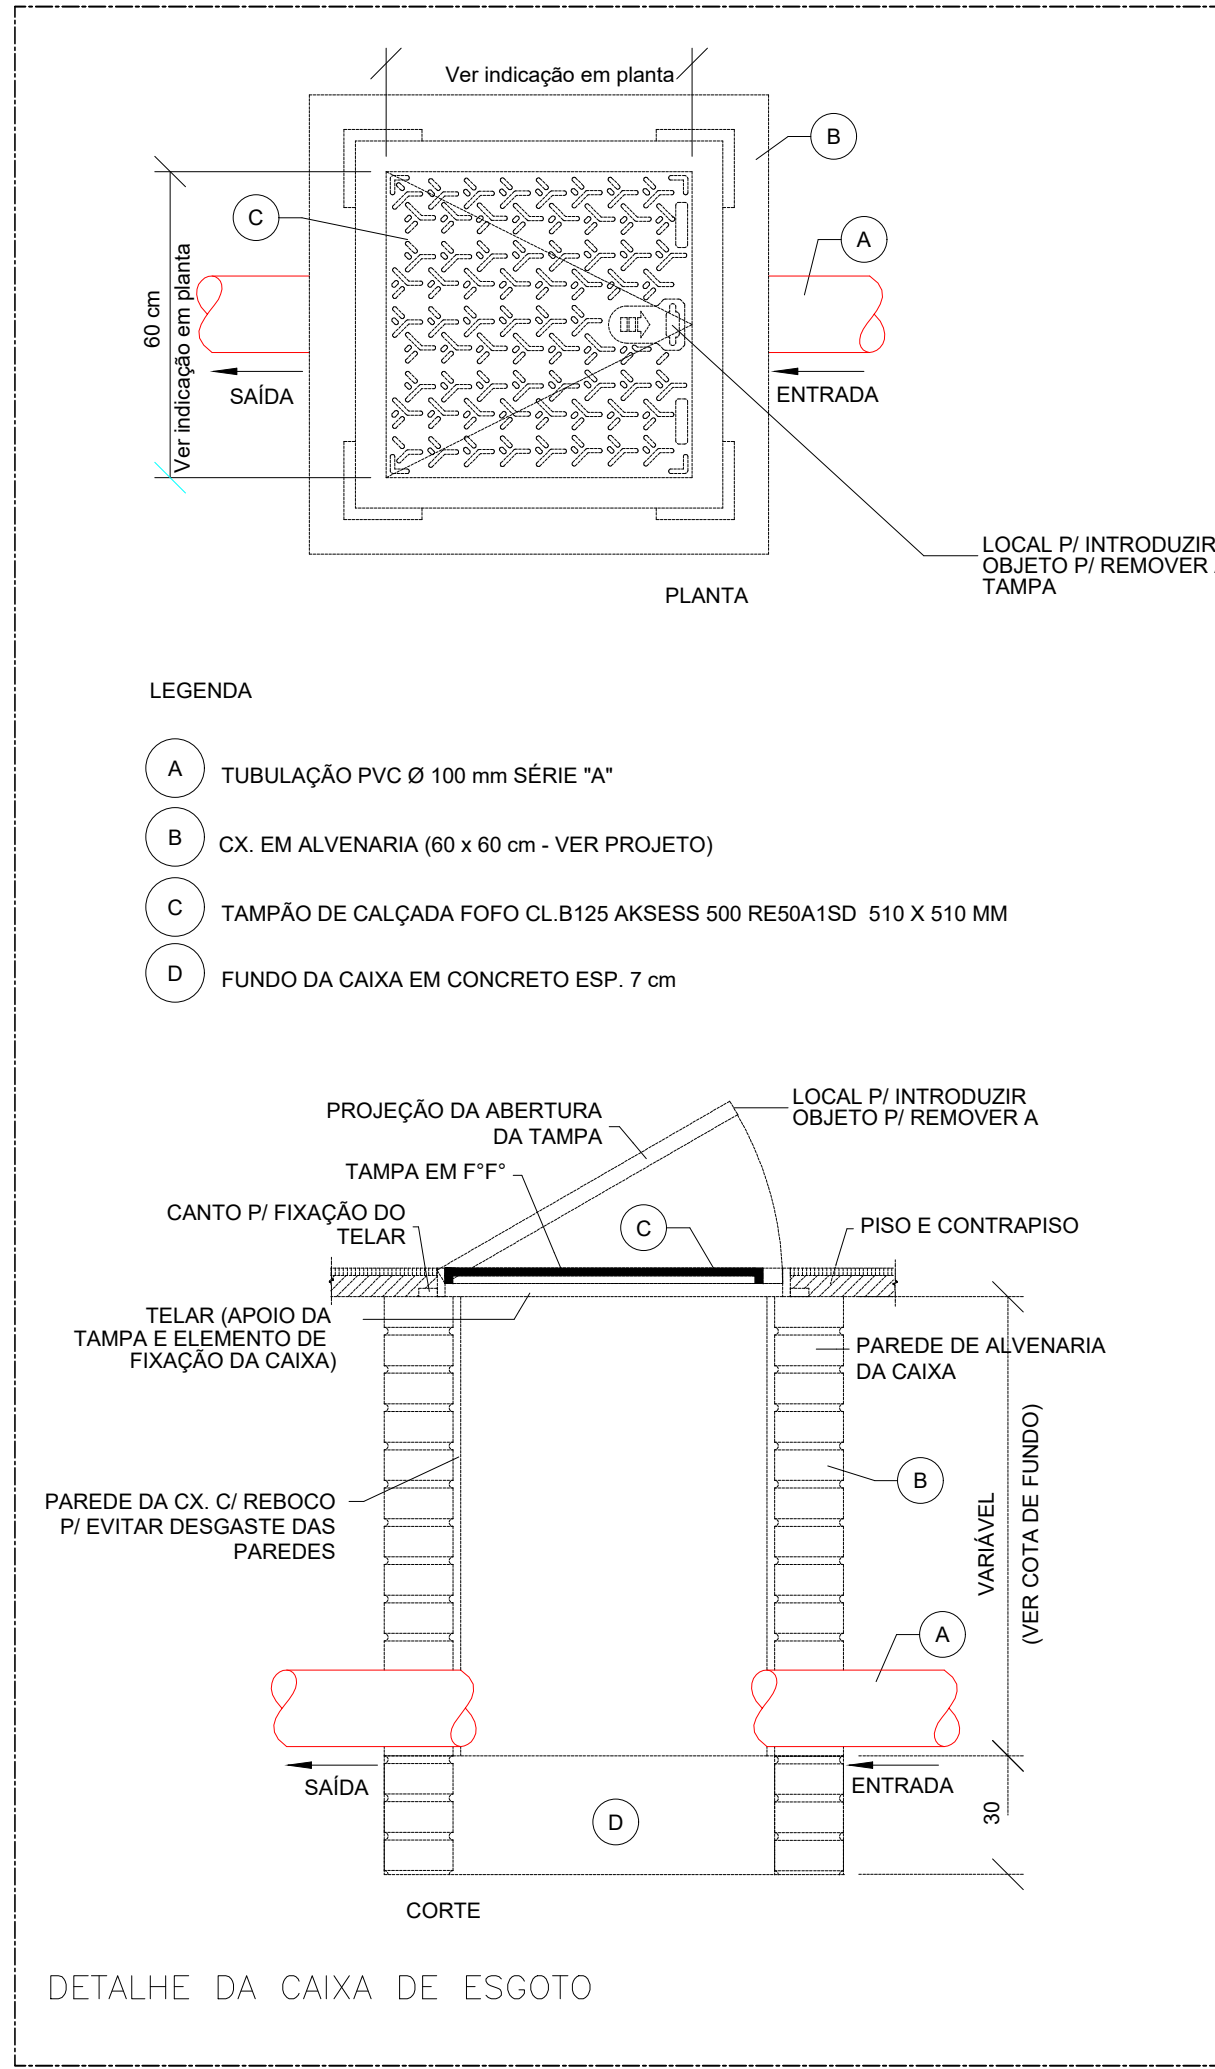 Ver indicação em planta
B
C
A
60 cm
Ver indicação em planta
SAÍDA
ENTRADA
LOCAL P/ INTRODUZIR
OBJETO P/ REMOVER
TAMPA
PLANTA
LEGENDA
A TUBULAÇÃO PVC Ø 100 mm SÉRIE "A"
B CX. EM ALVENARIA (60 x 60 cm - VER PROJETO)
C TAMPÃO DE CALÇADA FOFO CL.B125 AKSESS 500 RE50A1SD 510 X 510 MM
D FUNDO DA CAIXA EM CONCRETO ESP. 7 cm
LOCAL P/ INTRODUZIR
OBJETO P/ REMOVER A
PROJEÇÃO DA ABERTURA
DA TAMPA
TAMPA EM F°F°
CANTO P/ FIXAÇÃO DO
TELAR
C
PISO E CONTRAPISO
TELAR (APOIO DA
TAMPA E ELEMENTO DE
FIXAÇÃO DA CAIXA)
PAREDE DE ALVENARIA
DA CAIXA
B
PAREDE DA CX. C/ REBOCO
P/ EVITAR DESGASTE DAS
PAREDES
VARIÁVEL
(VER COTA DE FUNDO)
A
SAÍDA
ENTRADA
30
D
CORTE
DETALHE DA CAIXA DE ESGOTO